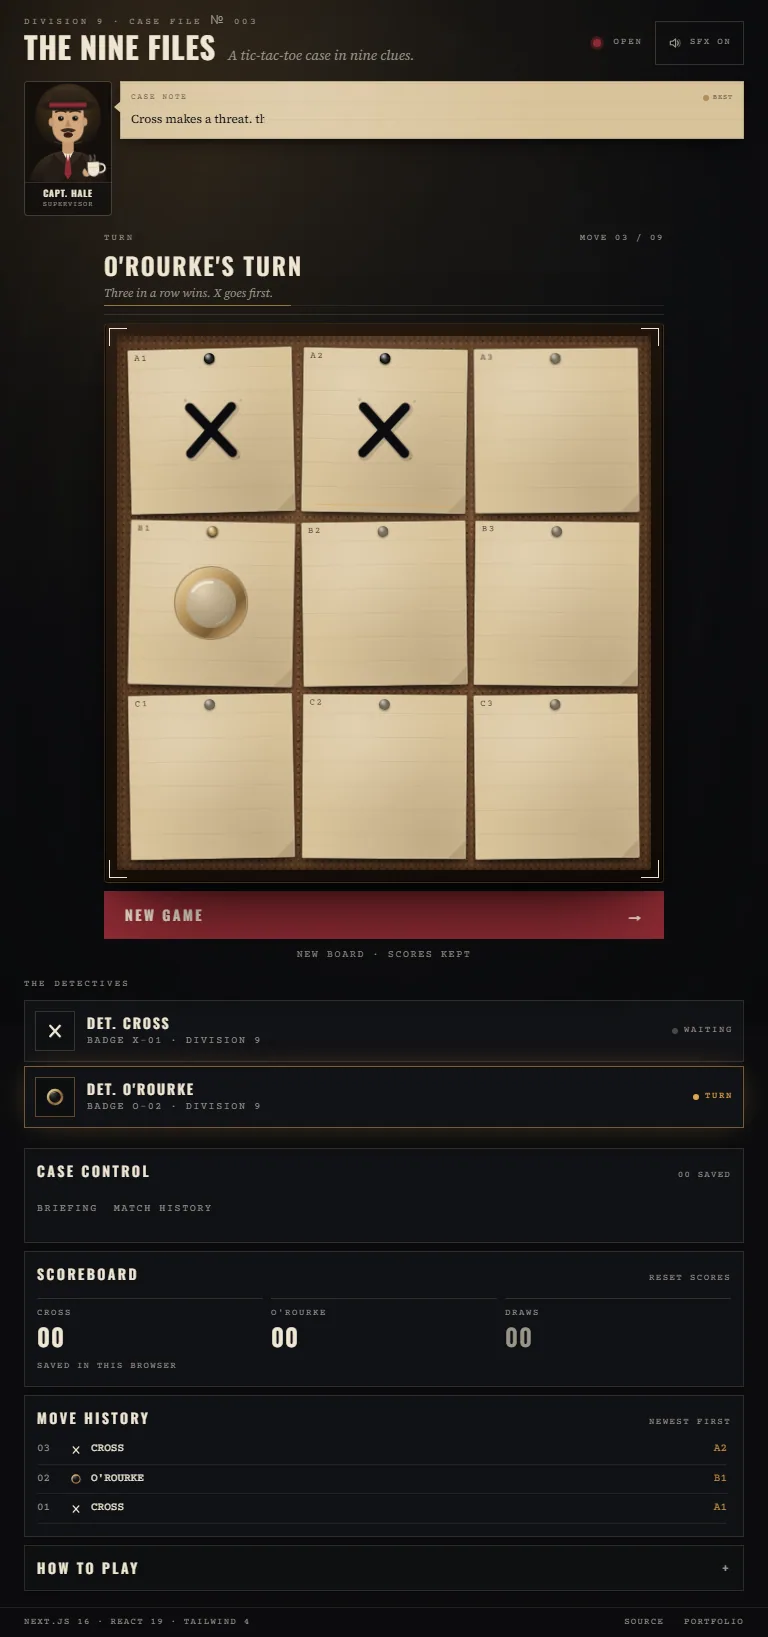 DIVISION 9 · CASE FILE № 003
THE NINE FILES A tic-tac-toe case in nine clues.
OPEN
SFX ON
CASE NOTE
REST
Cross makes a threat. th
CAPT. HALE
SUPERVISOR
TURN
MOVE 03 / 09
O'ROURKE'S TURN
Three in a row wins. X goes first.
A1
A2
A3
B1
B2
B3
C1
C2
C3
NEW GAME →
NEW BOARD · SCORES KEPT
THE DETECTIVES
DET. CROSS
BADGE X-01 · DIVISION 9
WAITING
DET. O'ROURKE
BADGE O-02 · DIVISION 9
TURN
CASE CONTROL
00 SAVED
BRIEFING MATCH HISTORY
SCOREBOARD
RESET SCORES
CROSS O'ROURKE DRAWS
00 00 00
SAVED IN THIS BROWSER
MOVE HISTORY
NEWEST FIRST
03 CROSS A2
02 O'ROURKE B1
01 CROSS A1
HOW TO PLAY +
NEXT.JS 16 · REACT 19 · TAILWIND 4
SOURCE PORTFOLIO